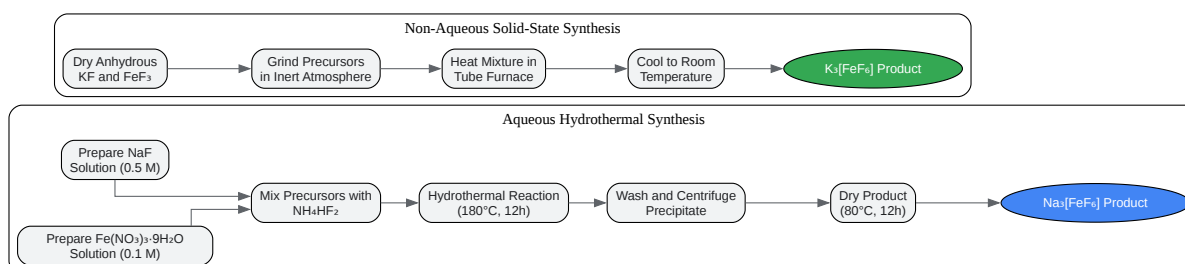 Non-Aqueous Solid-State Synthesis
Dry Anhydrous
KF and FeF₃
Grind Precursors
in Inert Atmosphere
Heat Mixture in
Tube Furnace
Cool to Room
Temperature
K₃[FeF₆] Product
Aqueous Hydrothermal Synthesis
Prepare NaF
Solution (0.5 M)
Prepare Fe(NO₃)₃·9H₂O
Solution (0.1 M)
Mix Precursors with
NH₄HF₂
Hydrothermal Reaction
(180°C, 12h)
Wash and Centrifuge
Precipitate
Dry Product
(80°C, 12h)
Na₃[FeF₆] Product